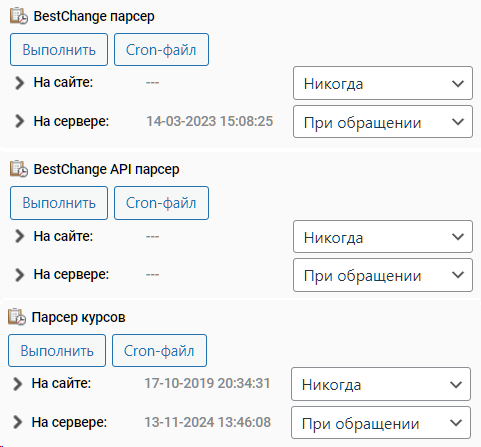 BestChange парсер
Выполнить Cron-файл
На сайте: --- Никогда
На сервере: 14-03-2023 15:08:25 При обращении
BestChange API парсер
Выполнить Cron-файл
На сайте: --- Никогда
На сервере: --- При обращении
Парсер курсов
Выполнить Cron-файл
На сайте: 17-10-2019 20:34:31 Никогда
На сервере: 13-11-2024 13:46:08 При обращении